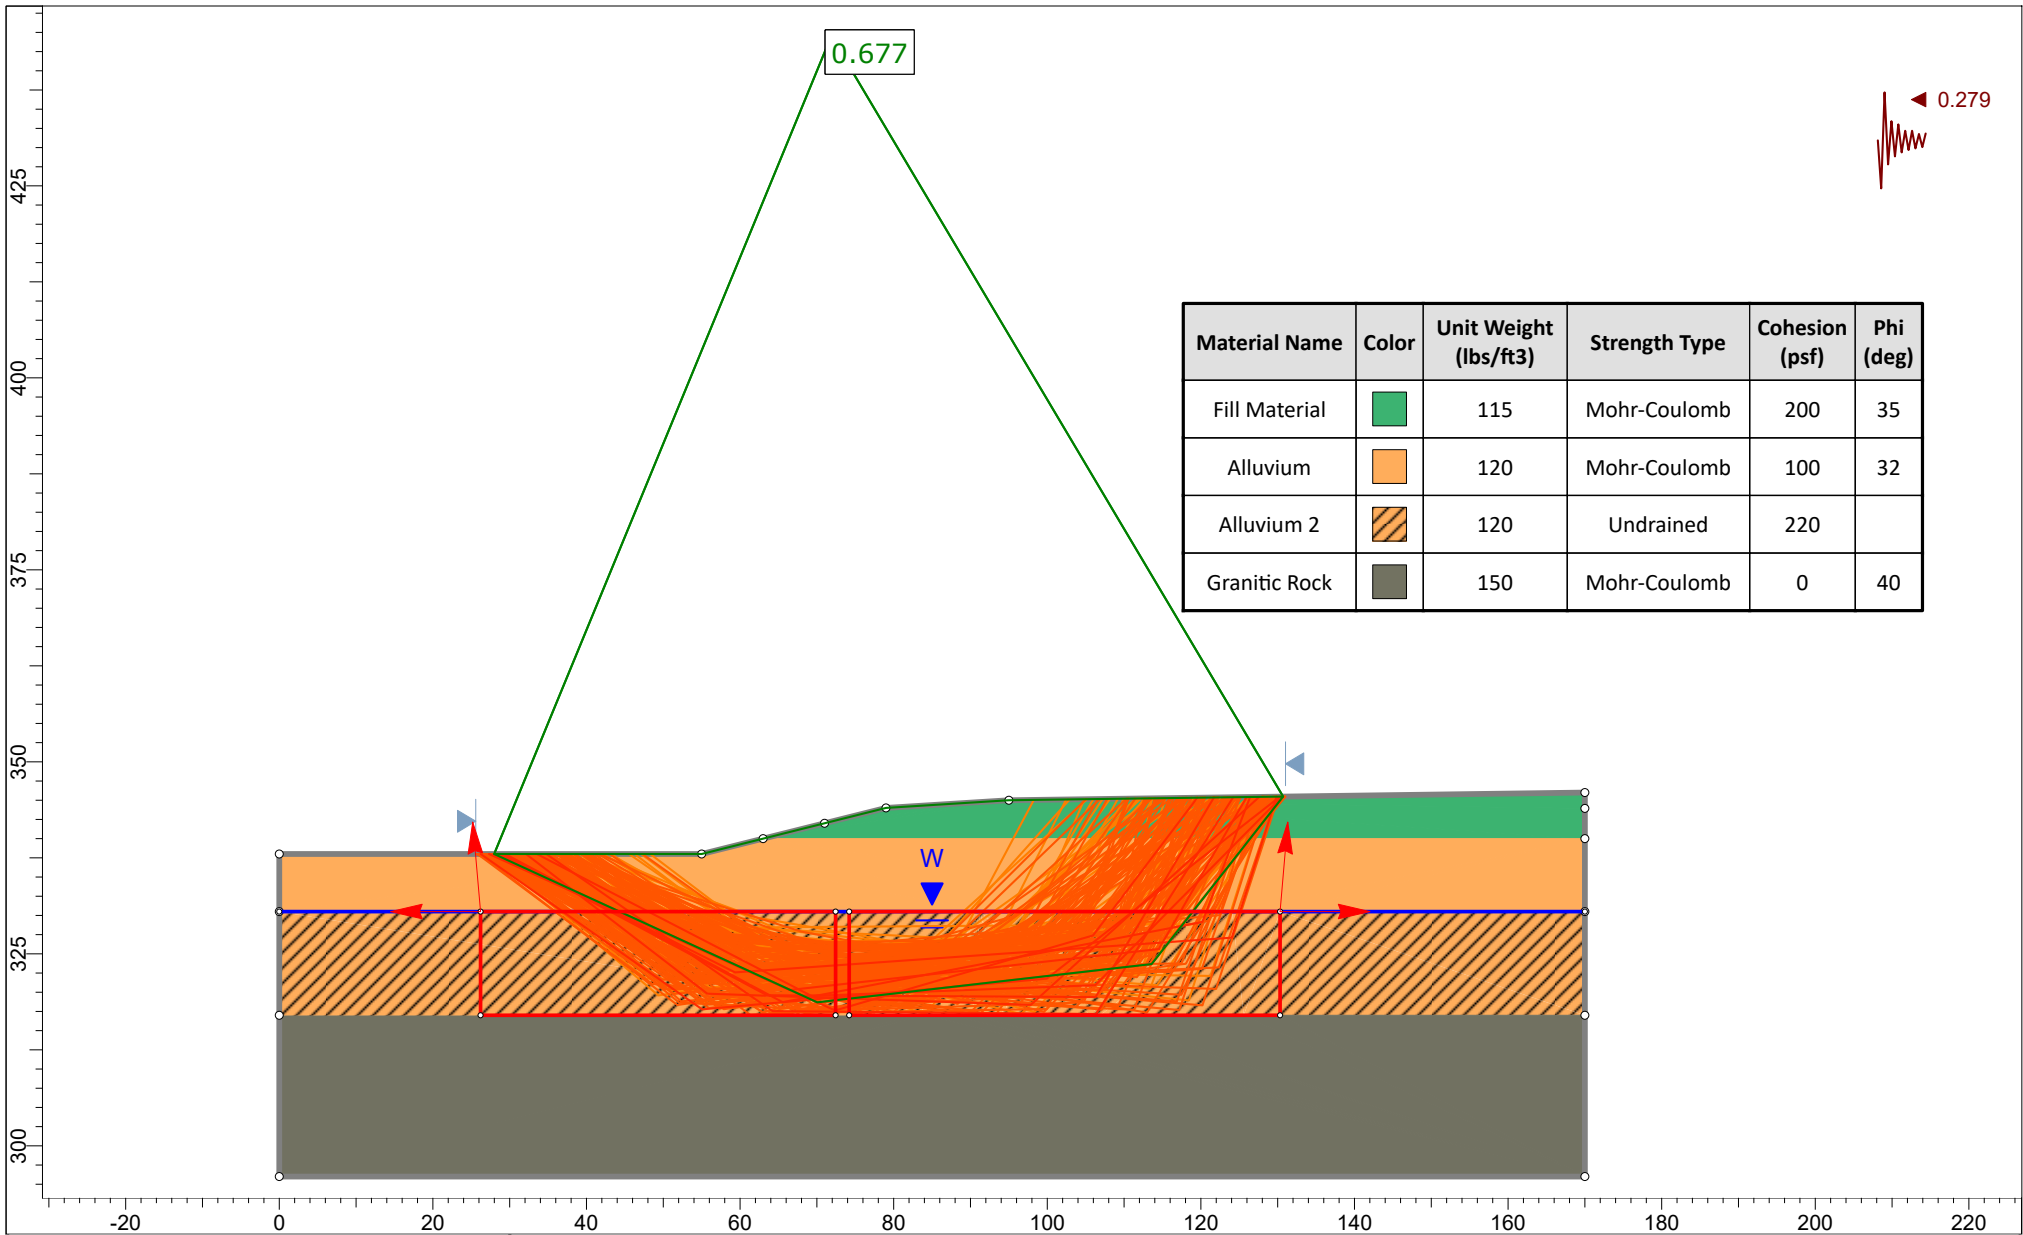 0.677
0.279
Material Name Color Unit Weight (lbs/ft3) Strength Type Cohesion (psf) Phi (deg)
Fill Material 115 Mohr-Coulomb 200 35
Alluvium 120 Mohr-Coulomb 100 32
Alluvium 2 120 Undrained 220
Granitic Rock 150 Mohr-Coulomb 0 40
W
425
400
375
350
325
300
-20 0 20 40 60 80 100 120 140 160 180 200 220